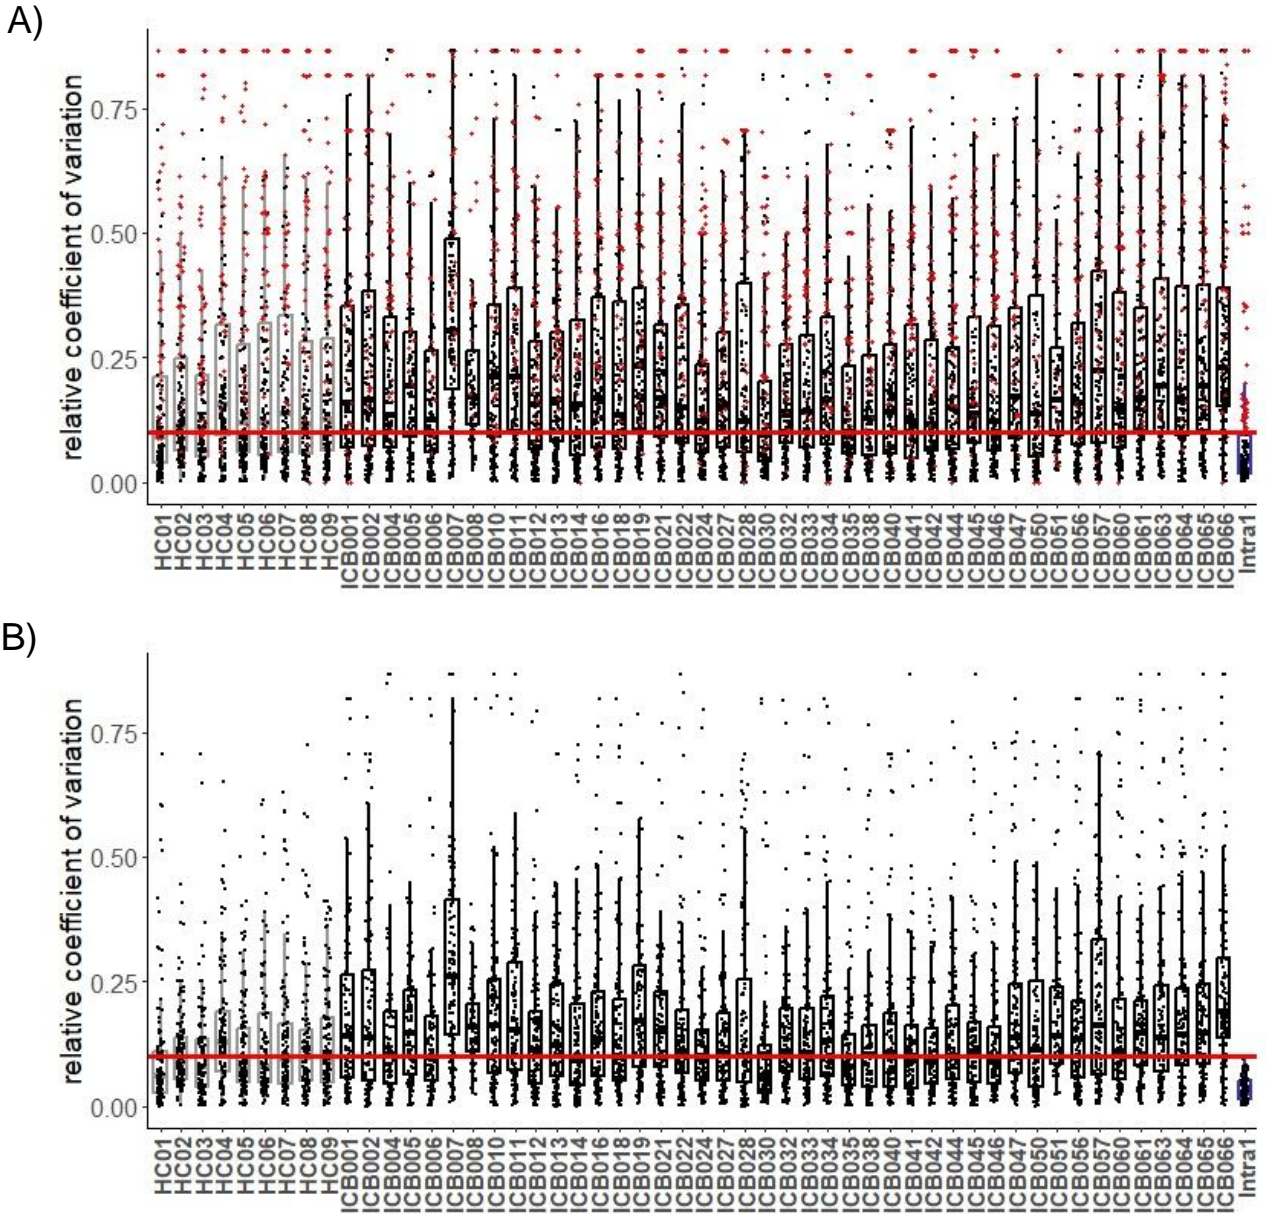 A)
relative coefficient of variation
0.75
0.50
0.25
0.00
HC01 HC02 HC03 HC04 HC05 HC06 HC07 HC08 HC09 ICB001 ICB002 ICB004 ICB005 ICB006 ICB007 ICB008 ICB010 ICB011 ICB012 ICB013 ICB014 ICB016 ICB018 ICB019 ICB021 ICB022 ICB024 ICB027 ICB028 ICB030 ICB032 ICB033 ICB034 ICB035 ICB038 ICB040 ICB041 ICB042 ICB044 ICB045 ICB046 ICB047 ICB050 ICB051 ICB056 ICB057 ICB060 ICB061 ICB063 ICB064 ICB065 ICB066 Intra1
B)
relative coefficient of variation
0.75
0.50
0.25
0.00
HC01 HC02 HC03 HC04 HC05 HC06 HC07 HC08 HC09 ICB001 ICB002 ICB004 ICB005 ICB006 ICB007 ICB008 ICB010 ICB011 ICB012 ICB013 ICB014 ICB016 ICB018 ICB019 ICB021 ICB022 ICB024 ICB027 ICB028 ICB030 ICB032 ICB033 ICB034 ICB035 ICB038 ICB040 ICB041 ICB042 ICB044 ICB045 ICB046 ICB047 ICB050 ICB051 ICB056 ICB057 ICB060 ICB061 ICB063 ICB064 ICB065 ICB066 Intra1